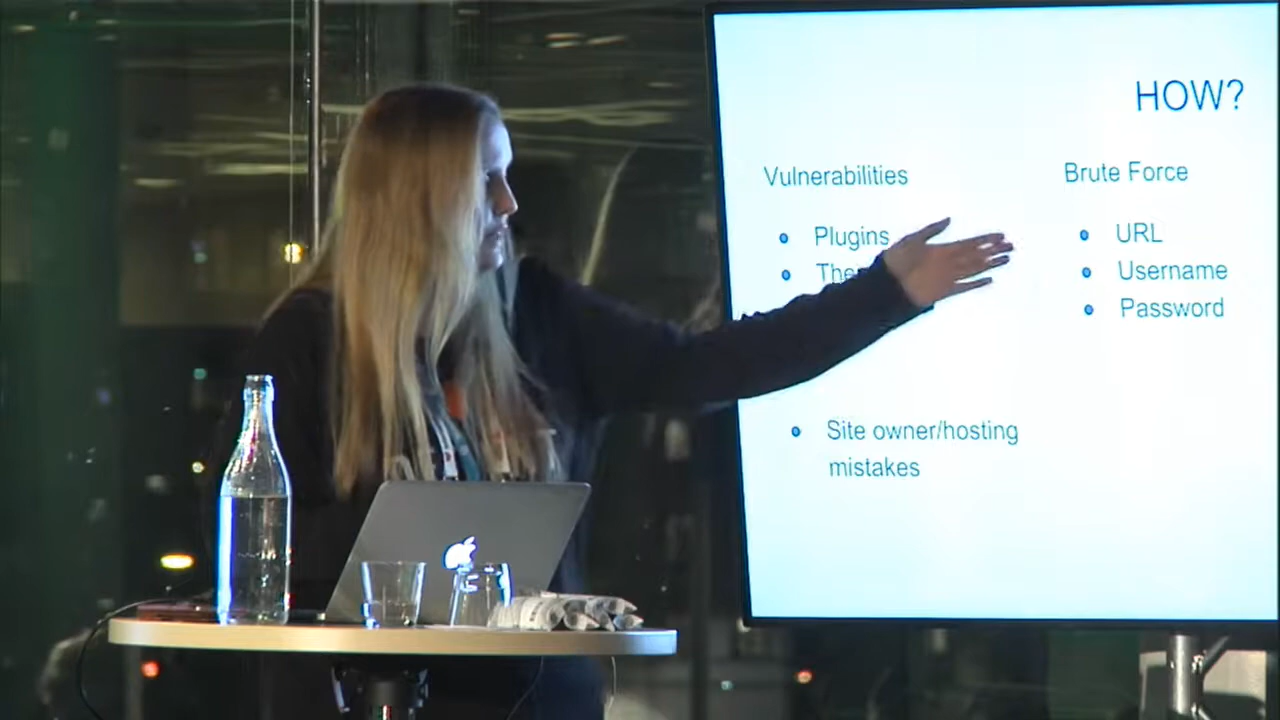 HOW?
Vulnerabilities
Plugins
Site owner/hosting
mistakes
Brute Force
URL
Username
Password